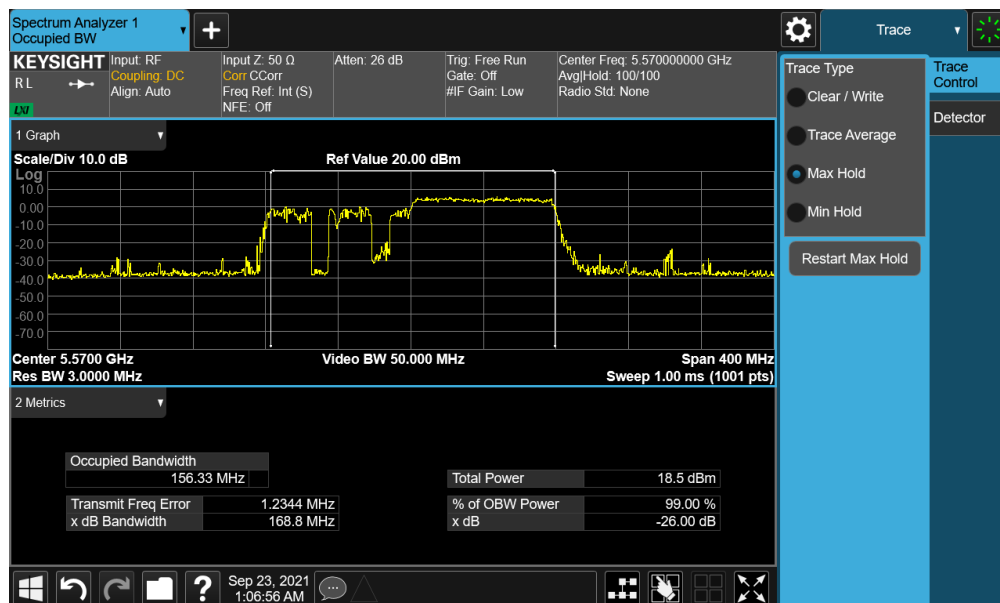 Spectrum Analyzer 1
Occupied BW
Trace
KEYSIGHT
R L
LXI
Input: RF
Coupling: DC
Align: Auto
Input Z: 50 Ω
Corr CCorr
Freq Ref: Int (S)
NFE: Off
Atten: 26 dB
Trig: Free Run
Gate: Off
#IF Gain: Low
Center Freq: 5.570000000 GHz
Avg|Hold: 100/100
Radio Std: None
Trace Type
Clear / Write
Trace Average
Max Hold
Min Hold
Restart Max Hold
Trace
Control
Detector
1 Graph
Scale/Div 10.0 dB
Ref Value 20.00 dBm
Log
10.0
0.00
-10.0
-20.0
-30.0
-40.0
-50.0
-60.0
-70.0
Center 5.5700 GHz
Video BW 50.000 MHz
Span 400 MHz
Res BW 3.0000 MHz
Sweep 1.00 ms (1001 pts)
2 Metrics
Occupied Bandwidth
156.33 MHz
Total Power 18.5 dBm
Transmit Freq Error 1.2344 MHz
% of OBW Power 99.00 %
x dB Bandwidth 168.8 MHz
x dB -26.00 dB
Sep 23, 2021
1:06:56 AM